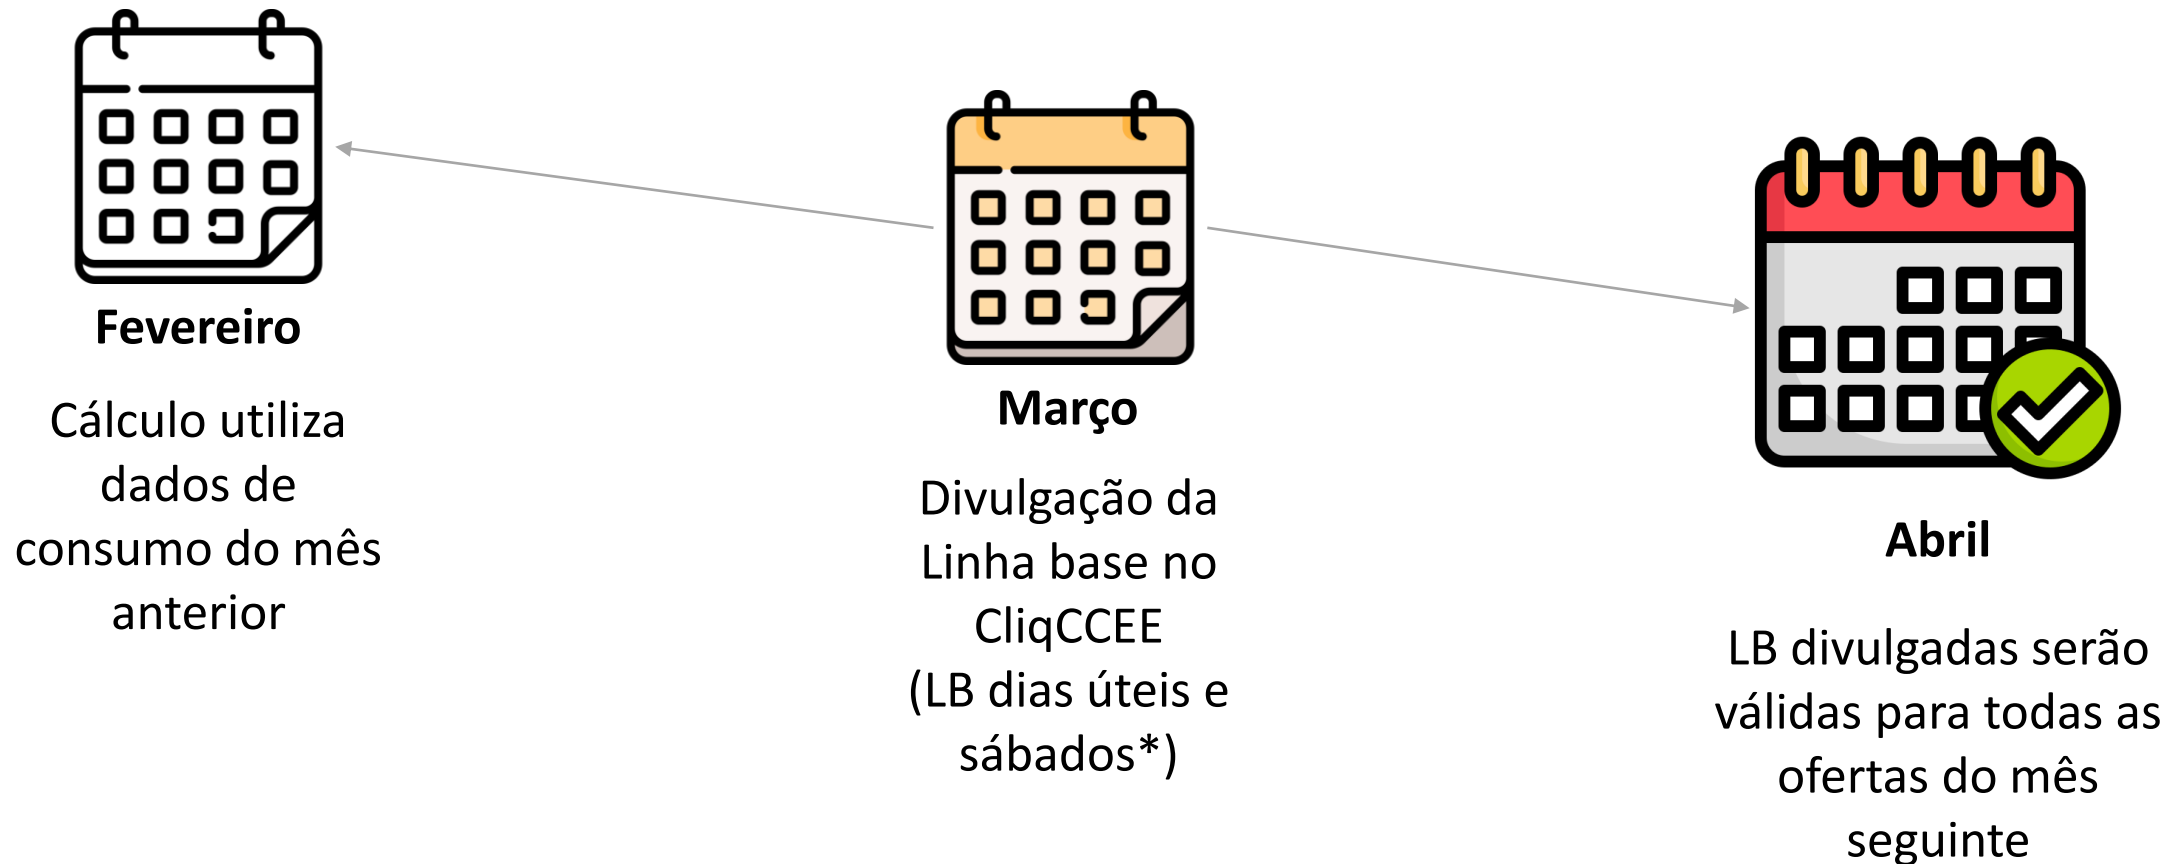 Fevereiro
Cálculo utiliza
dados de
consumo do mês
anterior
Março
Divulgação da
Linha base no
CliqCCEE
(LB dias úteis e
sábados*)
Abril
LB divulgadas serão
válidas para todas as
ofertas do mês
seguinte